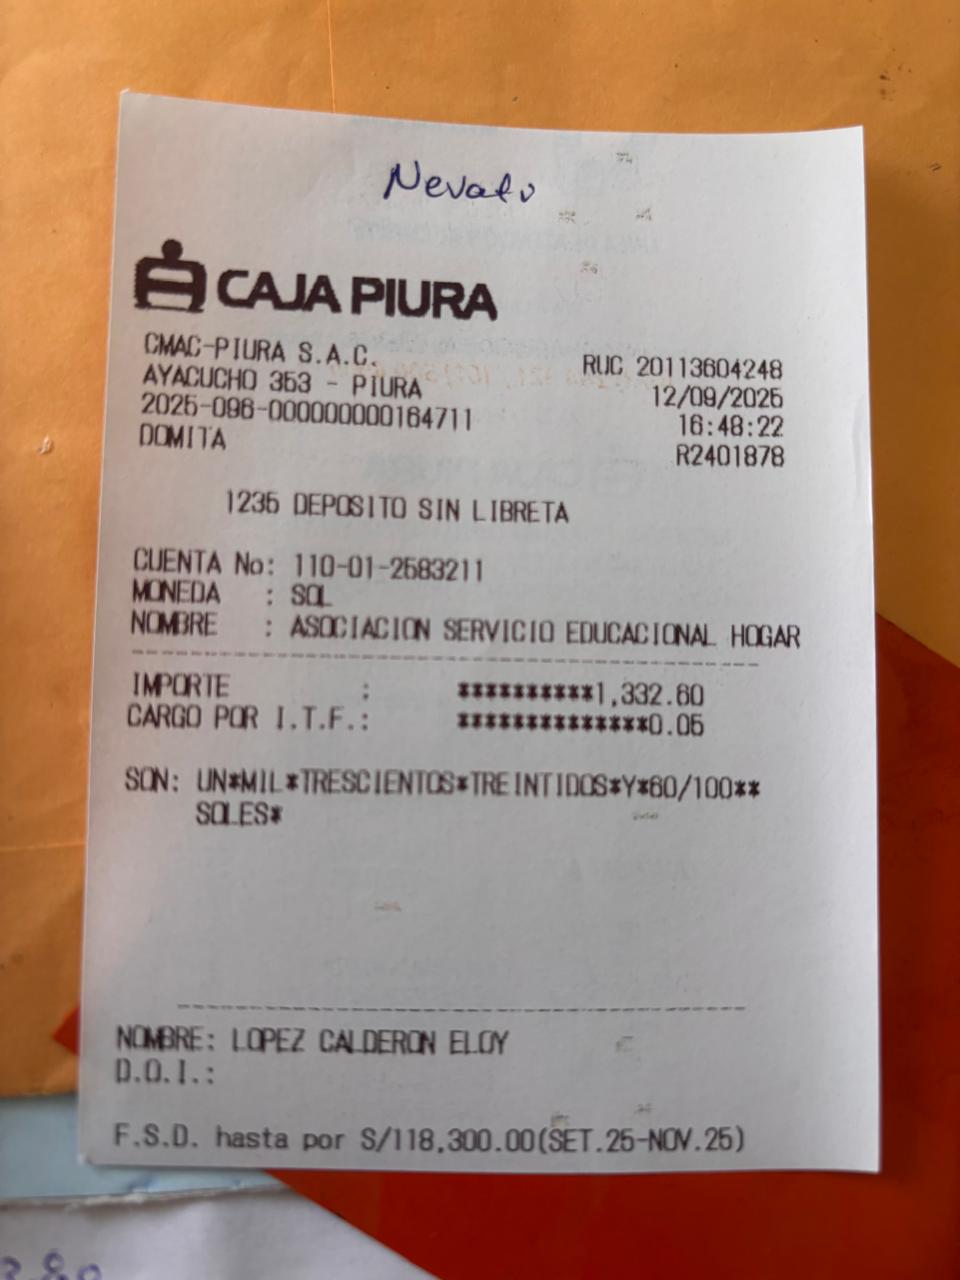 Nevato
CAJA PIURA
CMAC-PIURA S.A.C.
RUC 20113604248
AYACUCHO 353 - PIURA
12/09/2025
2025-096-000000000164711
16:48:22
DOMITA
R2401878
1235 DEPOSITO SIN LIBRETA
CUENTA No: 110-01-2583211
MONEDA : SOL
NOMBRE : ASOCIACION SERVICIO EDUCACIONAL HOGAR
IMPORTE : **********1,332.60
CARGO POR I.T.F.: **************0.05
SON: UN*MIL*TRESCIENTOS*TREINTIDOS*Y*60/100**
SOLES*
NOMBRE: LOPEZ CALDERON ELOY
D.O.I.:
F.S.D. hasta por S/118,300.00(SET.25-NOV.25)